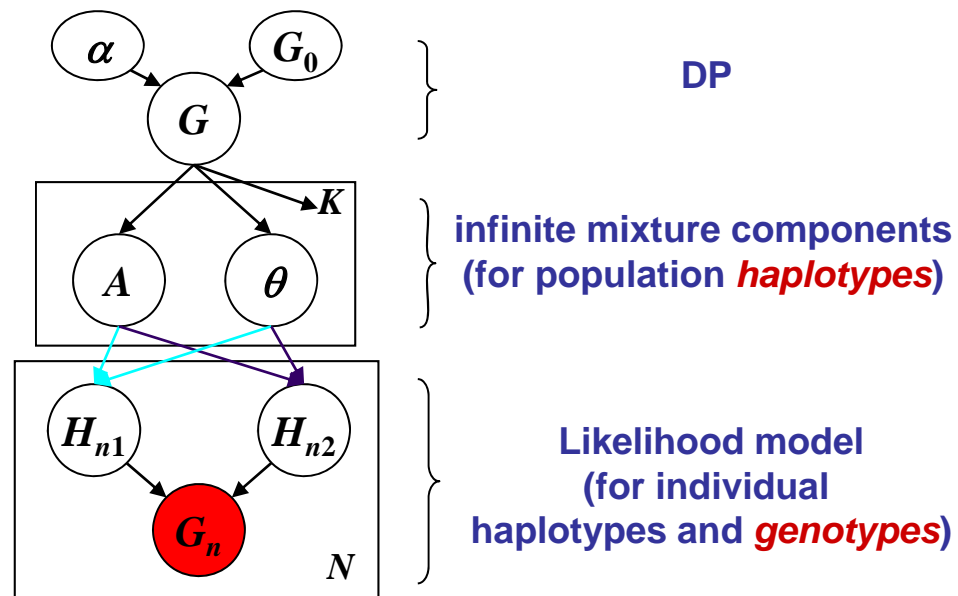 α G₀
DP
G
K
infinite mixture components
(for population haplotypes)
A θ
Hₙ₁ Hₙ₂
Likelihood model
(for individual
haplotypes and genotypes)
Gₙ
N